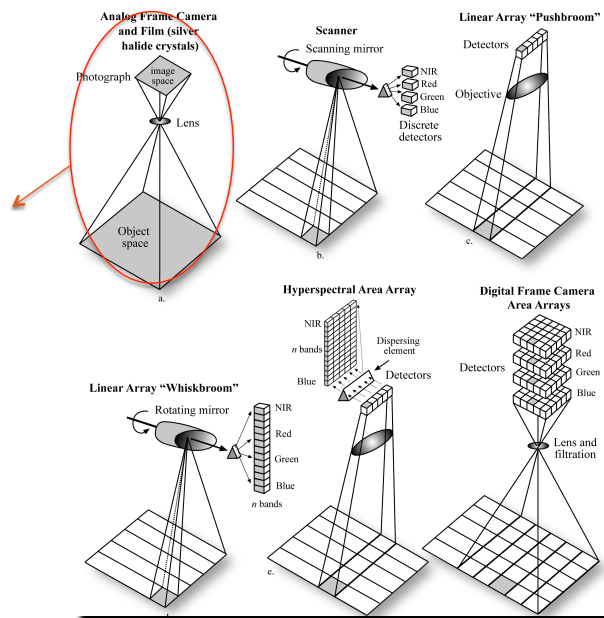 Analog Frame Camera
and Film (silver
halide crystals)
Photograph
image
space
Lens
Object
space
a.
Scanner
Scanning mirror
NIR
Red
Green
Blue
Discrete
detectors
b.
Linear Array “Pushbroom”
Detectors
Objective
c.
Linear Array “Whiskbroom”
Rotating mirror
NIR
Red
Green
Blue
n bands
Hyperspectral Area Array
NIR
n bands
Blue
Dispersing
element
Detectors
e.
Digital Frame Camera
Area Arrays
NIR
Red
Green
Blue
Detectors
Lens and
filtration